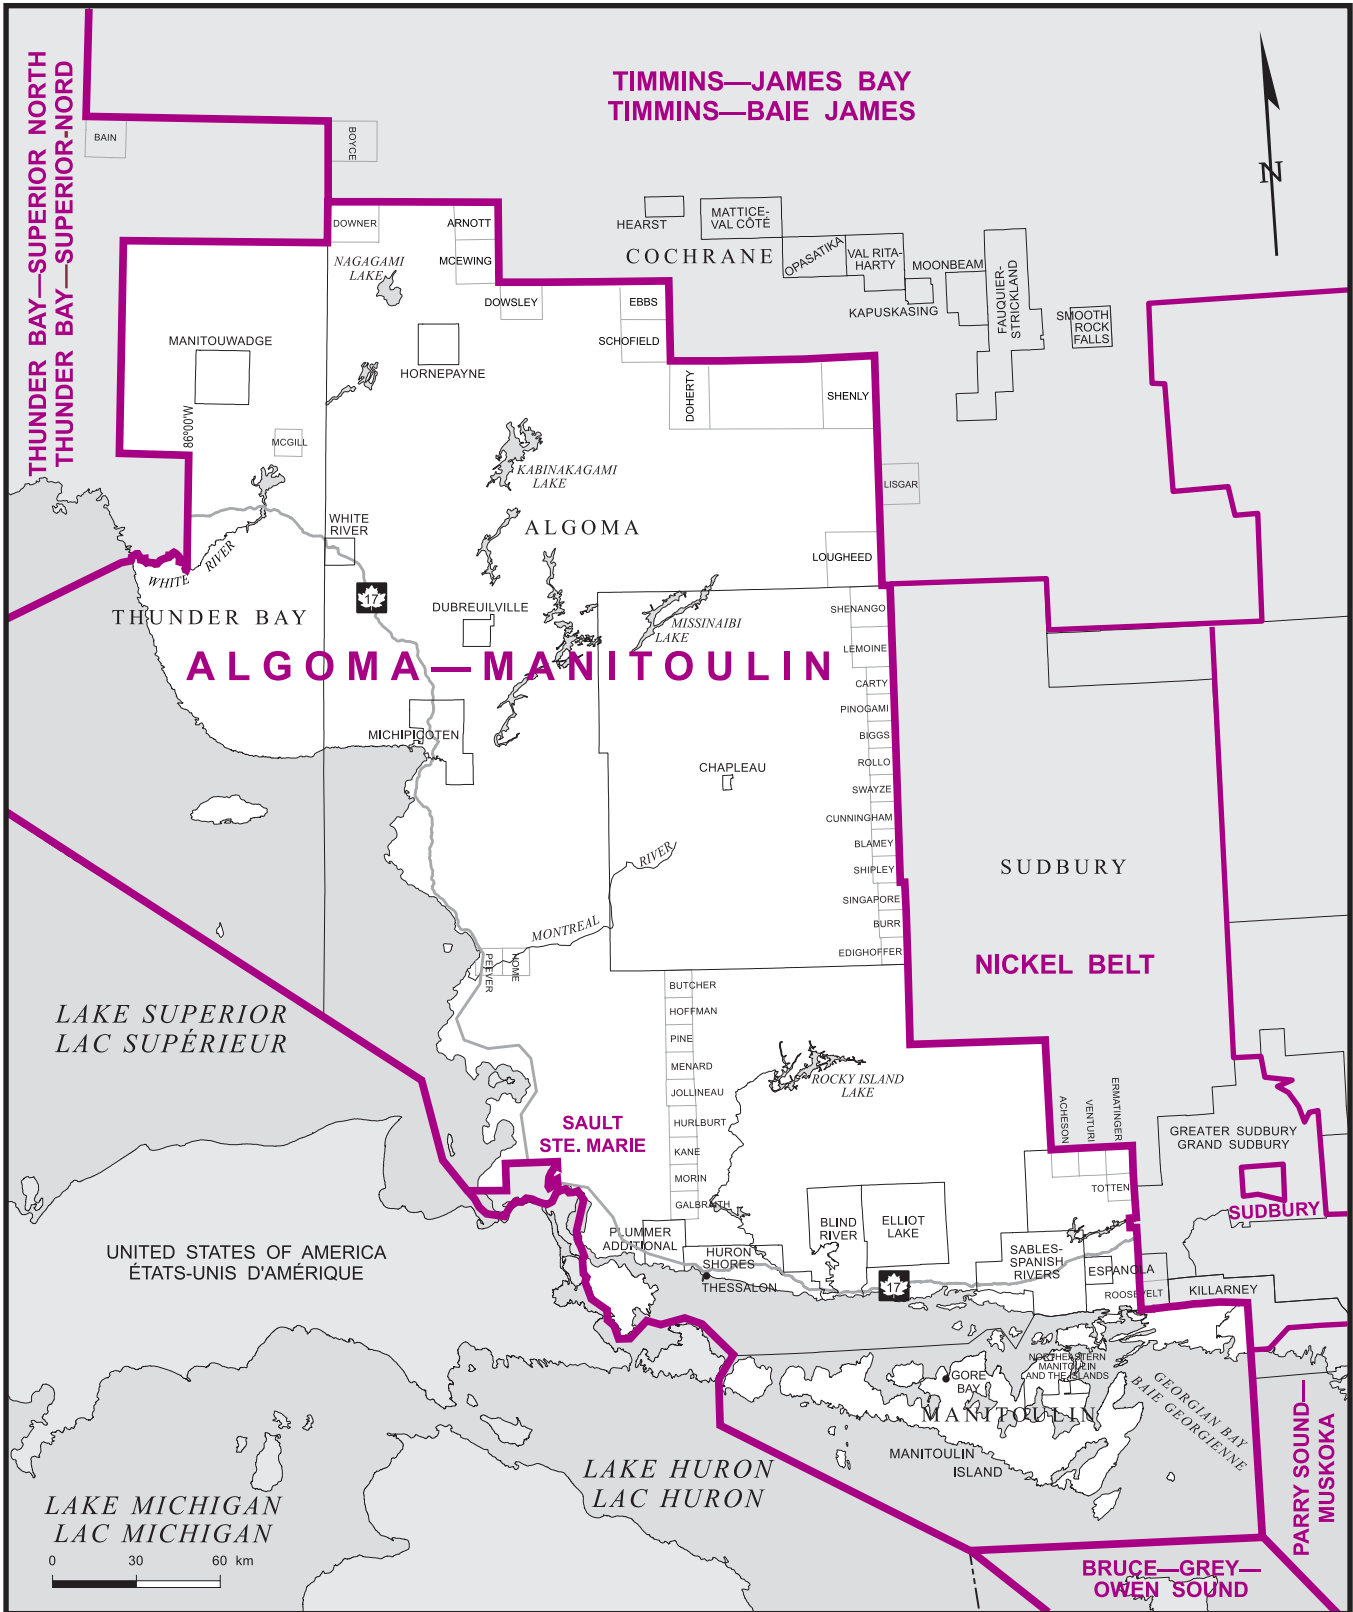 THUNDER BAY—SUPERIOR NORTH
THUNDER BAY—SUPERIOR-NORD
TIMMINS—JAMES BAY
TIMMINS—BAIE JAMES
N
BAIN
BOYCE
DOWNER
ARNOTT
MCEWING
NAGAGAMI
LAKE
DOWSLEY
EBBS
SCHOFIELD
HEARST
MATTICE-
VAL CÔTÉ
COCHRANE
OPASATIKA
VAL RITA-
HARTY
MOONBEAM
KAPUSKASING
FAUQUIER-
STRICKLAND
SMOOTH
ROCK
FALLS
MANITOUWADGE
HORNEPAYNE
DOHERTY
SHENLY
86°00'W
MCGILL
KABINAKAGAMI
LAKE
LISGAR
WHITE
RIVER
ALGOMA
LOUGHEED
WHITE
RIVER
17
THUNDER BAY
DUBREUILVILLE
MISSINAIBI
LAKE
SHENANGO
LEMOINE
ALGOMA—MANITOULIN
CARTY
PINOGAMI
MICHIPICOTEN
BIGGS
CHAPLEAU
ROLLO
SWAYZE
CUNNINGHAM
BLAMEY
SHIPLEY
RIVER
SUDBURY
SINGAPORE
BURR
MONTREAL
EDIGHOFFER
NICKEL BELT
PEEVER
HOME
BUTCHER
HOFFMAN
LAKE SUPERIOR
LAC SUPÉRIEUR
PINE
MENARD
ROCKY ISLAND
LAKE
JOLLINEAU
ACHESON
VENTURI
ERMATINGER
SAULT
STE. MARIE
HURLBURT
GREATER SUDBURY
GRAND SUDBURY
KANE
MORIN
TOTTEN
GALBRAITH
SUDBURY
BLIND
RIVER
ELLIOT
LAKE
PLUMMER
ADDITIONAL
UNITED STATES OF AMERICA
ÉTATS-UNIS D'AMÉRIQUE
HURON
SHORES
SABLES-
SPANISH
RIVERS
ESPANOLA
THESSALON
17
ROOSEVELT
KILLARNEY
NORTHEASTERN
MANITOULIN
AND THE ISLANDS
GORE
BAY
GEORGIAN BAY
BAIE GEORGIENNE
MANITOULIN
MANITOULIN
ISLAND
PARRY SOUND—
MUSKOKA
LAKE HURON
LAC HURON
LAKE MICHIGAN
LAC MICHIGAN
0 30 60 km
BRUCE—GREY—
OWEN SOUND